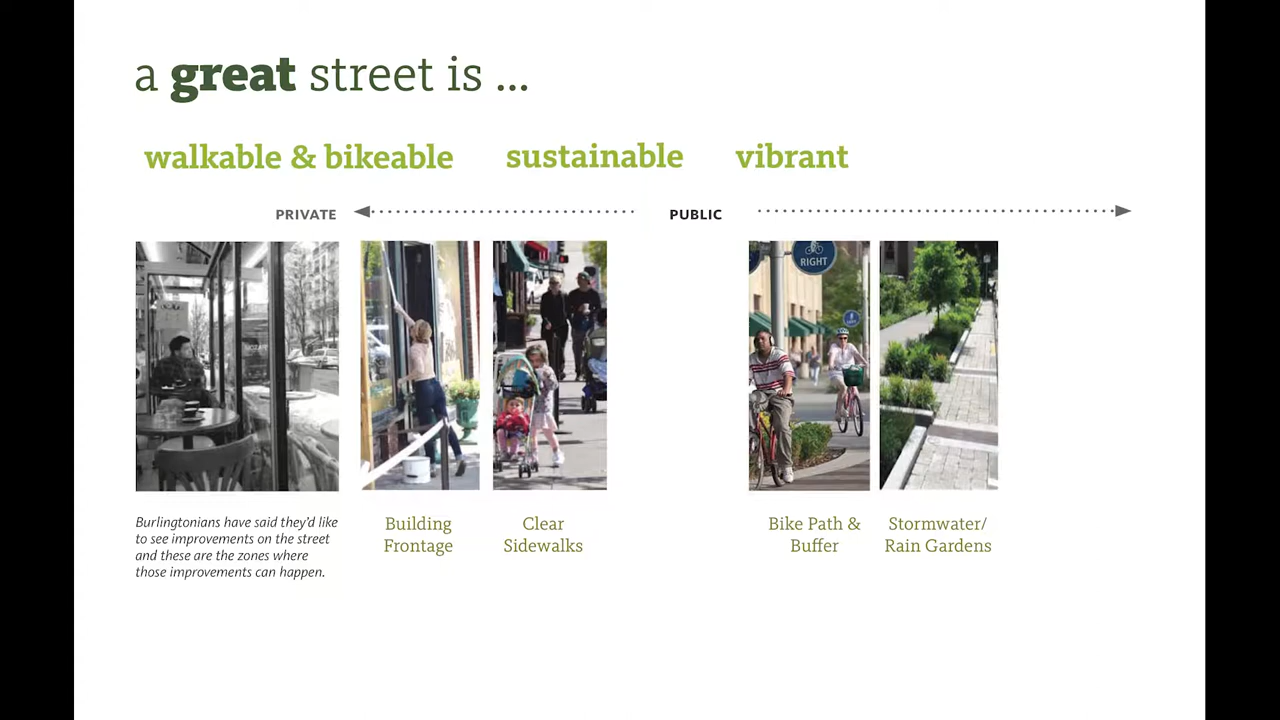 a great street is ...
walkable & bikeable sustainable vibrant
PRIVATE PUBLIC
RIGHT
Burlingtonians have said they'd like
to see improvements on the street
and these are the zones where
those improvements can happen.
Building
Frontage
Clear
Sidewalks
Bike Path &
Buffer
Stormwater/
Rain Gardens